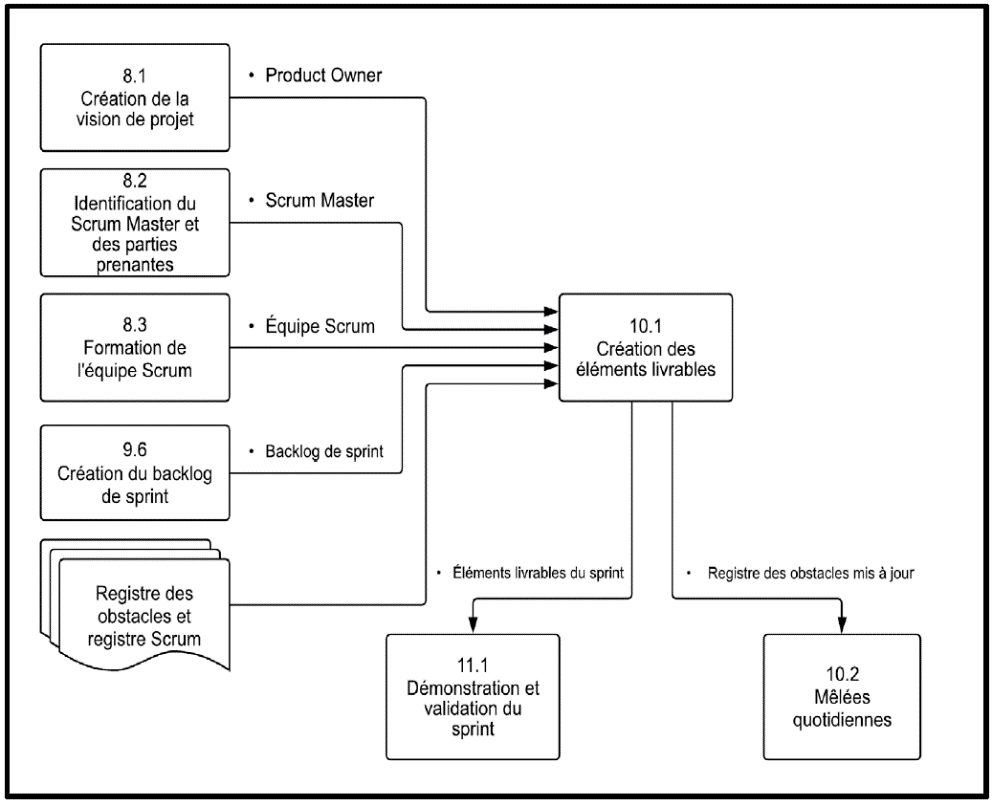 8.1
Création de la
vision de projet
• Product Owner
8.2
Identification du
Scrum Master et
des parties
prenantes
• Scrum Master
8.3
Formation de
l'équipe Scrum
• Équipe Scrum
10.1
Création des
éléments livrables
9.6
Création du backlog
de sprint
• Backlog de sprint
Registre des
obstacles et
registre Scrum
• Éléments livrables du sprint
• Registre des obstacles mis à jour
11.1
Démonstration et
validation du
sprint
10.2
Mêlées
quotidiennes